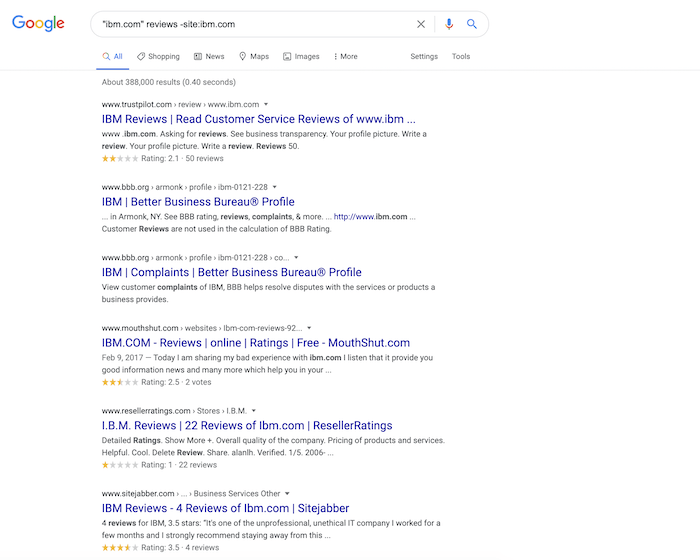 Google
"ibm.com" reviews -site:ibm.com
All Shopping News Maps Images More Settings Tools
About 388,000 results (0.40 seconds)
www.trustpilot.com › review › www.ibm.com
IBM Reviews | Read Customer Service Reviews of www.ibm ...
www .ibm.com. Asking for reviews. See business transparency. Your profile picture. Write a
review. Your profile picture. Write a review. Reviews 50.
Rating: 2.1 · 50 reviews
www.bbb.org › armonk › profile › ibm-0121-228
IBM | Better Business Bureau® Profile
... in Armonk, NY. See BBB rating, reviews, complaints, & more. ... http://www.ibm.com ...
Customer Reviews are not used in the calculation of BBB Rating.
www.bbb.org › armonk › profile › ibm-0121-228 › co...
IBM | Complaints | Better Business Bureau® Profile
View customer complaints of IBM, BBB helps resolve disputes with the services or products a
business provides.
www.mouthshut.com › websites › Ibm-com-reviews-92...
IBM.COM - Reviews | online | Ratings | Free - MouthShut.com
Feb 9, 2017 — Today I am sharing my bad experience with ibm.com I listen that it provide you
good information news and many more which help you in your ...
Rating: 2.5 · 2 votes
www.resellerratings.com › Stores › I.B.M.
I.B.M. Reviews | 22 Reviews of Ibm.com | ResellerRatings
Detailed Ratings. Show More +. Overall quality of the company. Pricing of products and services.
Helpful. Cool. Delete Review. Share. alanlh. Verified. 1/5. 2006- ...
Rating: 1 · 22 reviews
www.sitejabber.com › ... › Business Services Other
IBM Reviews - 4 Reviews of Ibm.com | Sitejabber
4 reviews for IBM, 3.5 stars: "It's one of the unprofessional, unethical IT company I worked for a
few months and I strongly recommend staying away from this ...
Rating: 3.5 · 4 reviews